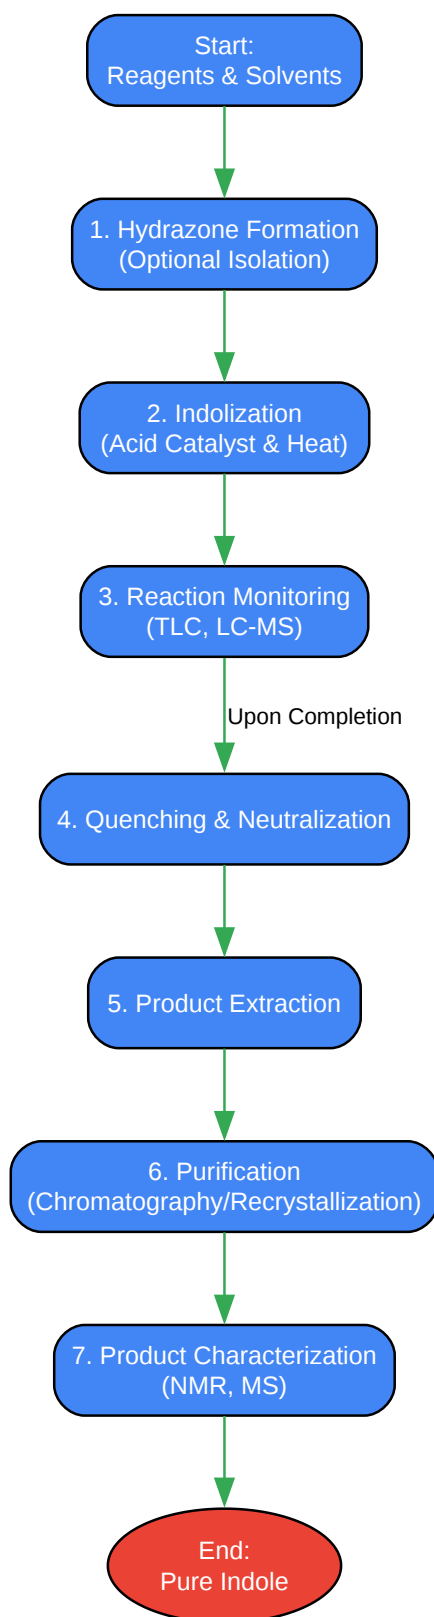 Start:
Reagents & Solvents
1. Hydrazone Formation
(Optional Isolation)
2. Indolization
(Acid Catalyst & Heat)
3. Reaction Monitoring
(TLC, LC-MS)
Upon Completion
4. Quenching & Neutralization
5. Product Extraction
6. Purification
(Chromatography/Recrystallization)
7. Product Characterization
(NMR, MS)
End:
Pure Indole